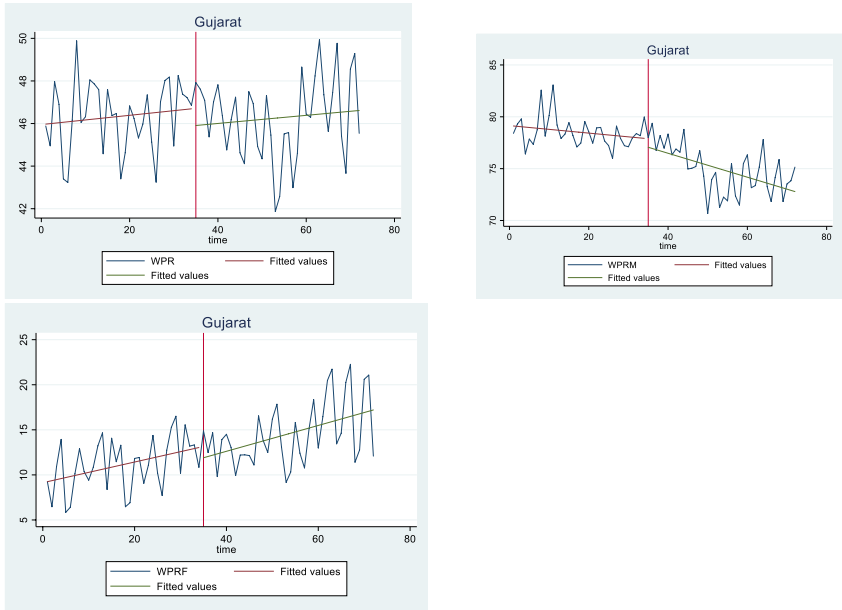 Gujarat
50
48
46
44
42
0 20 40 60 80
time
WPR Fitted values
Fitted values
Gujarat
85
80
75
70
0 20 40 60 80
time
WPRM Fitted values
Fitted values
Gujarat
25
20
15
10
5
0 20 40 60 80
time
WPRF Fitted values
Fitted values